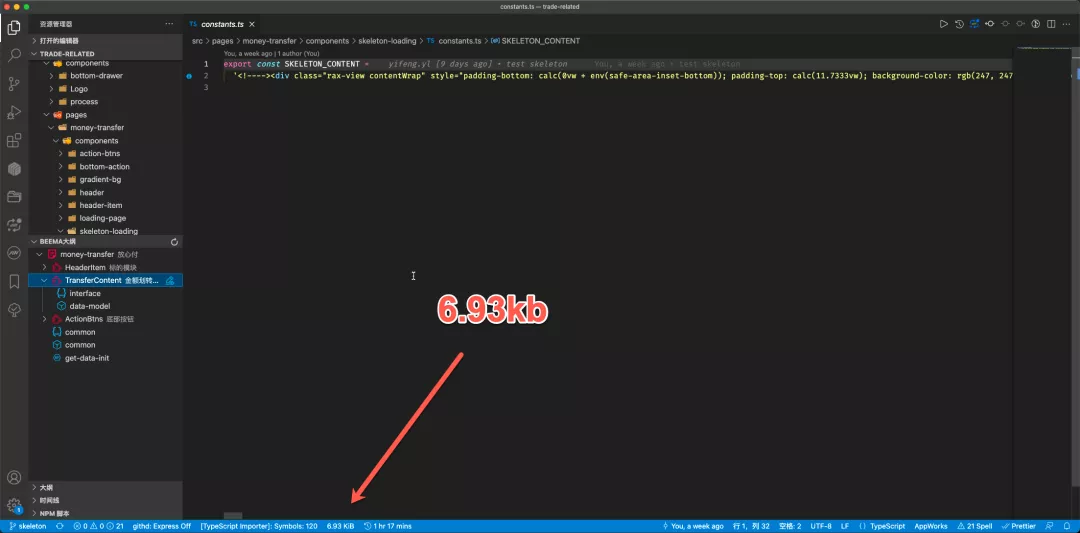 constants.ts — trade-related
资源管理器
打开的编辑器
TRADE-RELATED
components
bottom-drawer
Logo
process
pages
money-transfer
components
action-btns
bottom-action
gradient-bg
header
header-item
loading-page
skeleton-loading
BEEMA大纲
money-transfer 放心付
HeaderItem 标的模块
TransferContent 金额划转...
interface
data-model
ActionBtns 底部按钮
common
common
get-data-init
大纲
时间线
NPM 脚本
TS constants.ts ×
src > pages > money-transfer > components > skeleton-loading > TS constants.ts > SKELETON_CONTENT
You, a week ago | 1 author (You)
1 export const SKELETON_CONTENT = yifeng.yl [9 days ago] • test skeleton You, a week ago • test skeleton
2 '<!----><div class="rax-view contentWrap" style="padding-bottom: calc(0vw + env(safe-area-inset-bottom)); padding-top: calc(11.7333vw); background-color: rgb(247, 247
3
6.93kb
skeleton 0 0 21 githd: Express Off [TypeScript Importer]: Symbols: 120 6.93 KiB 1 hr 17 mins You, a week ago 行 1, 列 32 空格: 2 UTF-8 LF TypeScript AppWorks 21 Spell Prettier